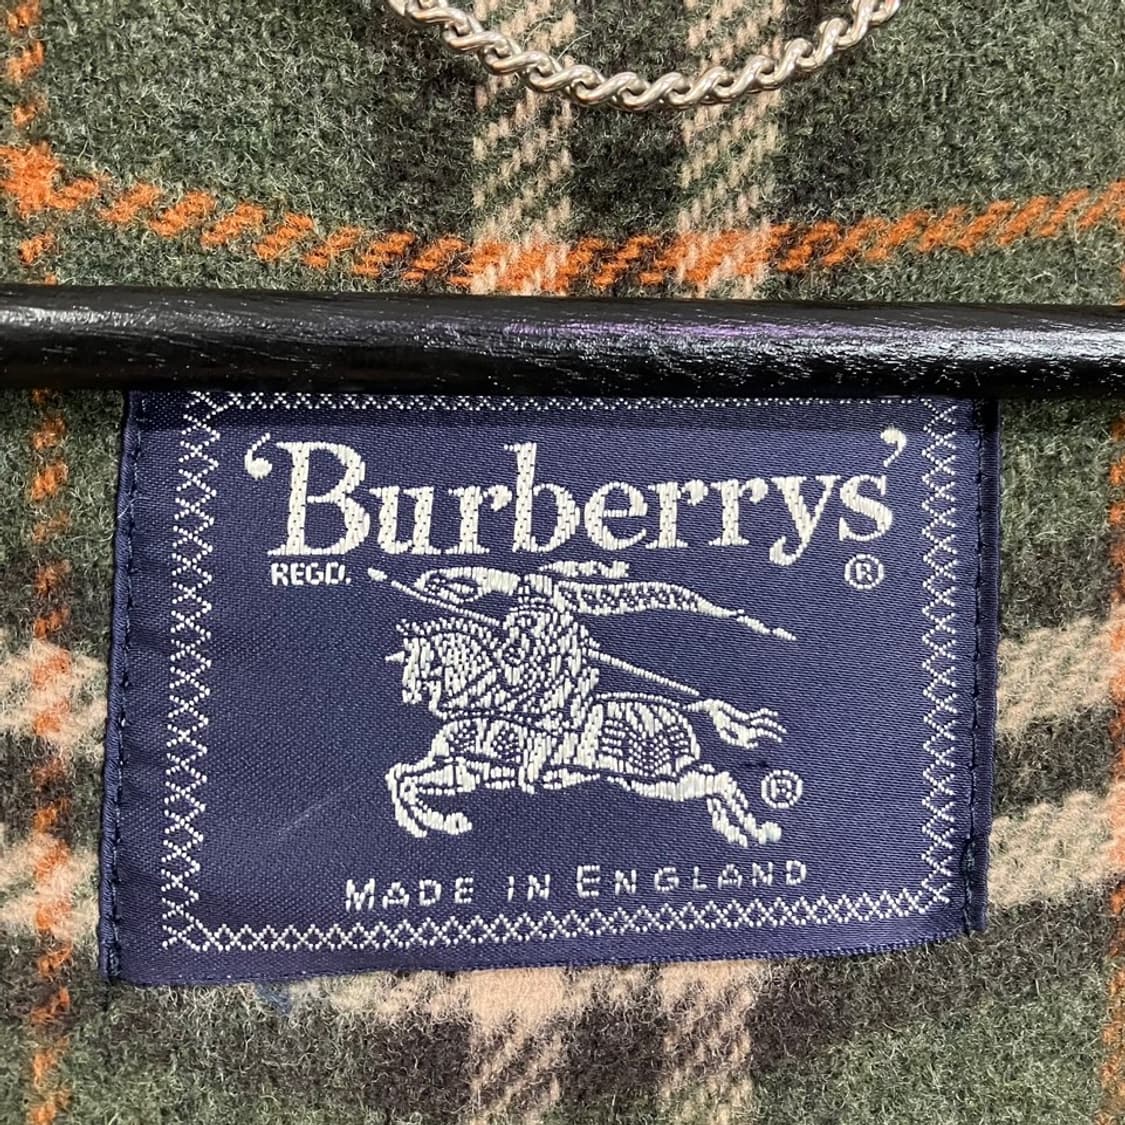 ‘Burberrys’
REGD. ®
®
MADE IN ENGLAND